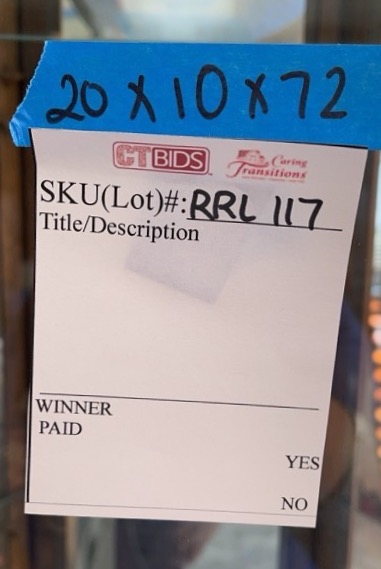 20 x 10 x 72
CTBIDS Caring Transitions
SKU(Lot)#: RRL 117
Title/Description
WINNER
PAID
YES
NO